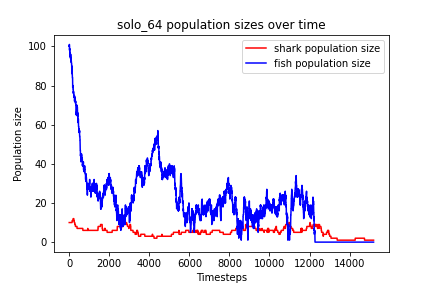 solo_64 population sizes over time
shark population size
fish population size
Population size
100
80
60
40
20
0
0 2000 4000 6000 8000 10000 12000 14000
Timesteps